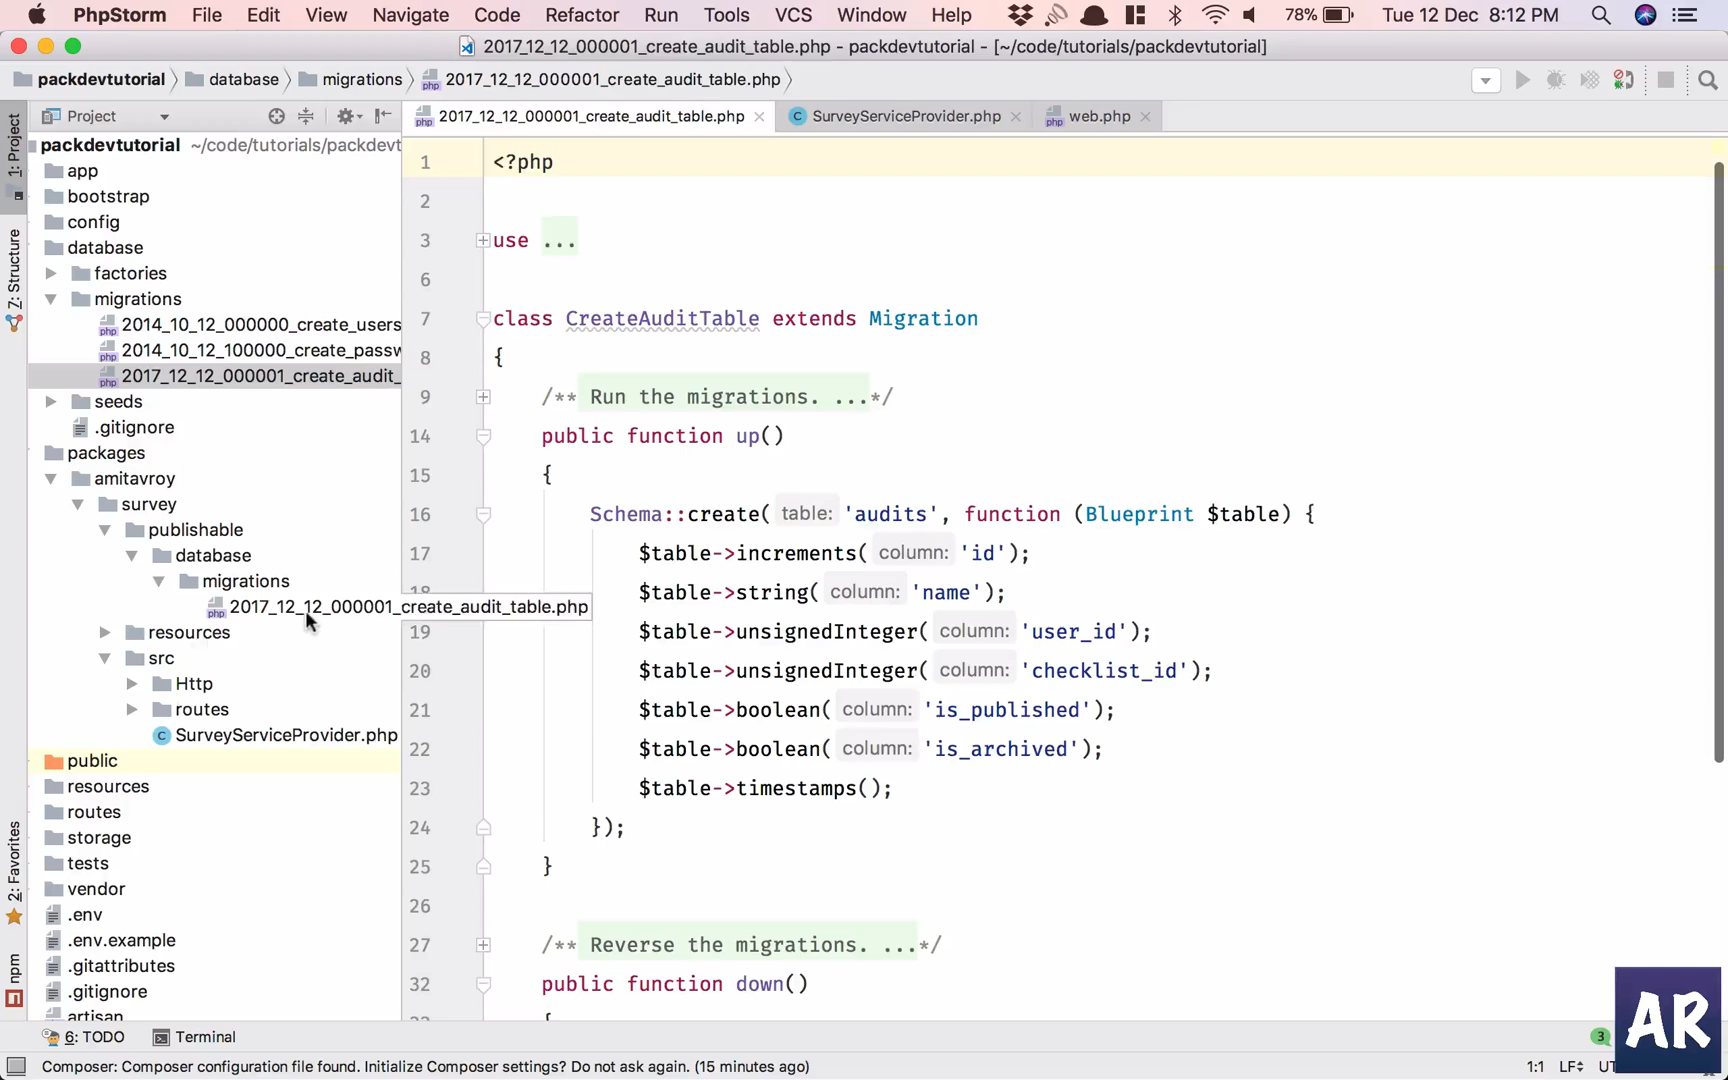 PhpStorm File Edit View Navigate Code Refactor Run Tools VCS Window Help 78% Tue 12 Dec 8:12 PM
2017_12_12_000001_create_audit_table.php - packdevtutorial - [~/code/tutorials/packdevtutorial]
packdevtutorial database migrations 2017_12_12_000001_create_audit_table.php
Project
2017_12_12_000001_create_audit_table.php
SurveyServiceProvider.php
web.php
1: Project
7: Structure
2: Favorites
npm
packdevtutorial ~/code/tutorials/packdevt
app
bootstrap
config
database
factories
migrations
2014_10_12_000000_create_users
2014_10_12_100000_create_passw
2017_12_12_000001_create_audit_
seeds
.gitignore
packages
amitavroy
survey
publishable
database
migrations
2017_12_12_000001_create_audit_table.php
resources
src
Http
routes
SurveyServiceProvider.php
public
resources
routes
storage
tests
vendor
.env
.env.example
.gitattributes
.gitignore
artisan
1 <?php
2
3 use ...
6
7 class CreateAuditTable extends Migration
8 {
9 /** Run the migrations. ...*/
14 public function up()
15 {
16 Schema::create( table: 'audits', function (Blueprint $table) {
17 $table->increments( column: 'id');
18 $table->string( column: 'name');
19 $table->unsignedInteger( column: 'user_id');
20 $table->unsignedInteger( column: 'checklist_id');
21 $table->boolean( column: 'is_published');
22 $table->boolean( column: 'is_archived');
23 $table->timestamps();
24 });
25 }
26
27 /** Reverse the migrations. ...*/
32 public function down()
{
6: TODO Terminal 3
Composer: Composer configuration file found. Initialize Composer settings? Do not ask again. (15 minutes ago) 1:1 LF
AR